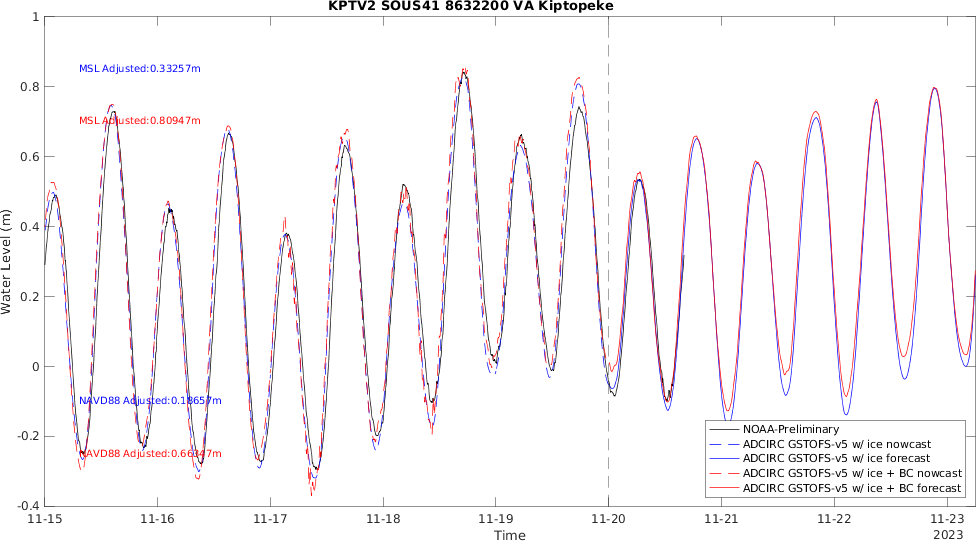 KPTV2 SOUS41 8632200 VA Kiptopeke
1
0.8
0.6
0.4
0.2
0
-0.2
-0.4
Water Level (m)
MSL Adjusted:0.33257m
MSL Adjusted:0.80947m
NAVD88 Adjusted:0.18657m
NAVD88 Adjusted:0.66347m
NOAA-Preliminary
ADCIRC GSTOFS-v5 w/ ice nowcast
ADCIRC GSTOFS-v5 w/ ice forecast
ADCIRC GSTOFS-v5 w/ ice + BC nowcast
ADCIRC GSTOFS-v5 w/ ice + BC forecast
11-15 11-16 11-17 11-18 11-19 11-20 11-21 11-22 11-23
Time
2023